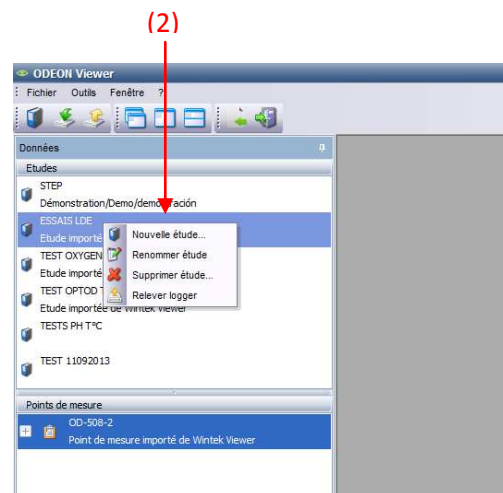 (2)
ODEON Viewer
Fichier Outils Fenêtre ?
Données
Etudes
STEP
Démonstration/Demo/demo ración
ESSAIS LDE
Etude importé
TEST OXYGEN
Etude importé
TEST OPTOD T
Etude importée de Wintek Viewer
TESTS PH T°C
TEST 11092013
Nouvelle étude...
Renommer étude
Supprimer étude...
Relever logger
Points de mesure
OD-508-2
Point de mesure importé de Wintek Viewer